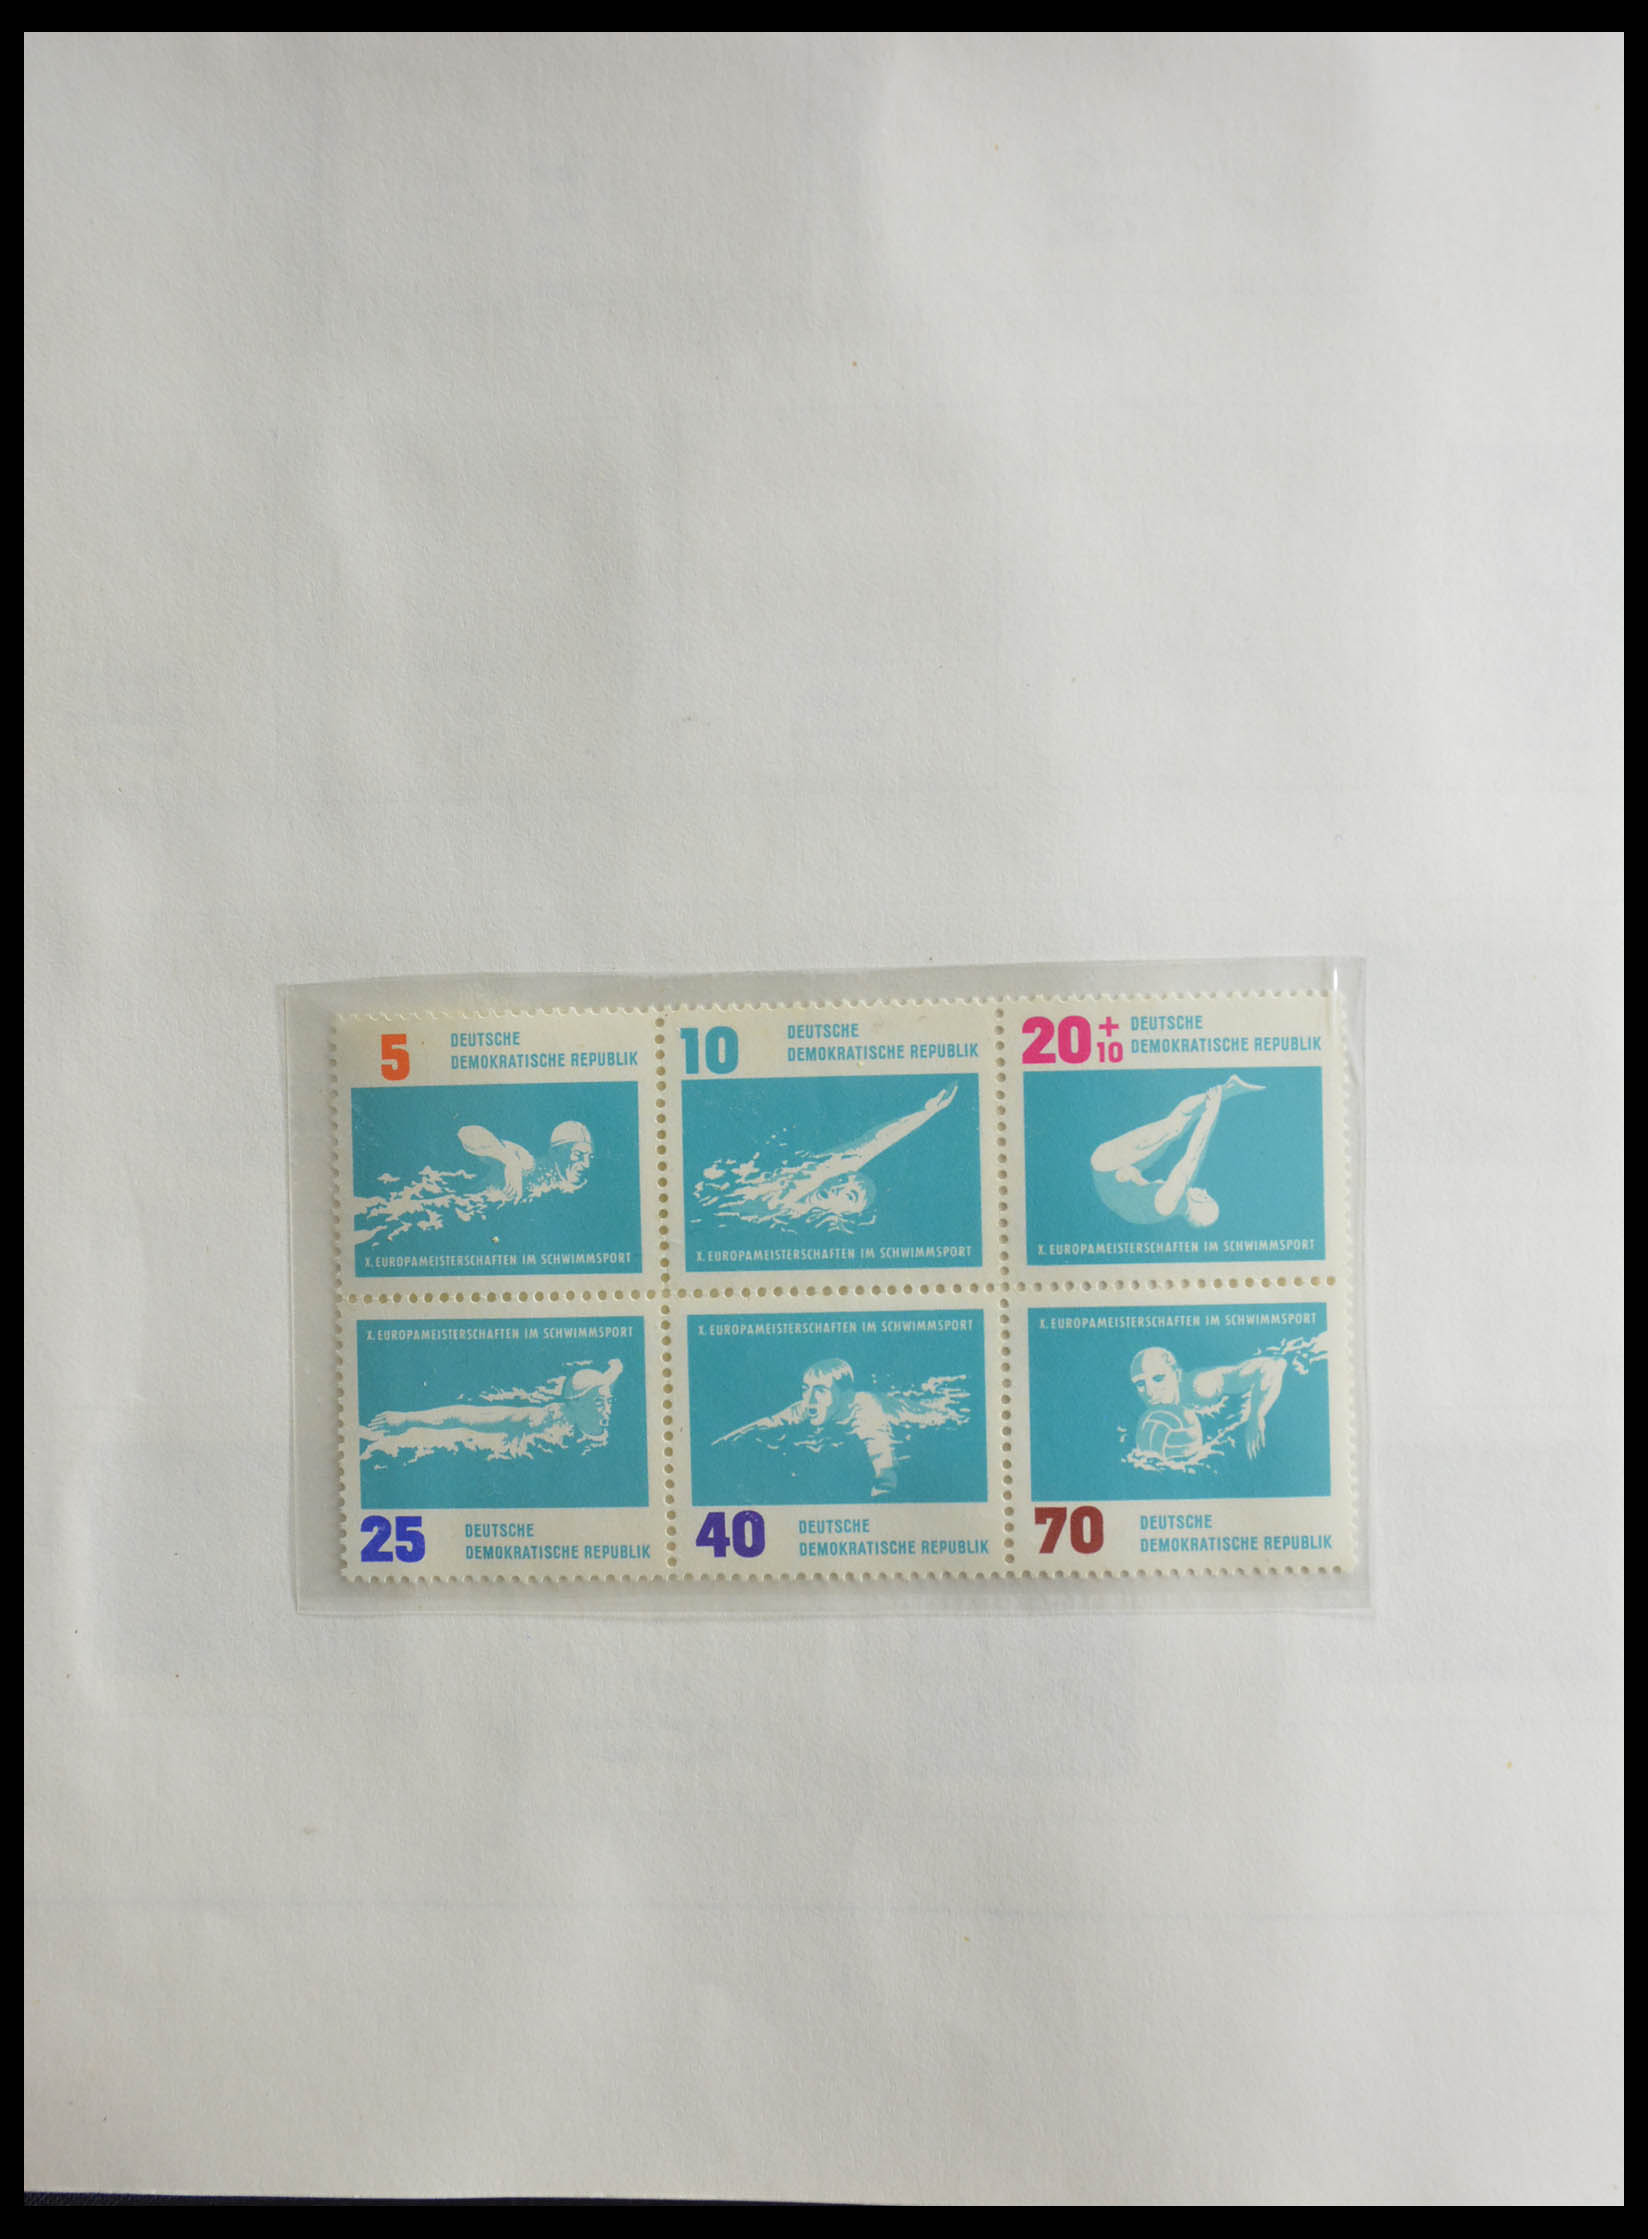 5
DEUTSCHE
DEMOKRATISCHE REPUBLIK
X. EUROPAMEISTERSCHAFTEN IM SCHWIMMSPORT
10
DEUTSCHE
DEMOKRATISCHE REPUBLIK
X. EUROPAMEISTERSCHAFTEN IM SCHWIMMSPORT
20 + 10
DEUTSCHE
DEMOKRATISCHE REPUBLIK
X. EUROPAMEISTERSCHAFTEN IM SCHWIMMSPORT
X. EUROPAMEISTERSCHAFTEN IM SCHWIMMSPORT
25
DEUTSCHE
DEMOKRATISCHE REPUBLIK
X. EUROPAMEISTERSCHAFTEN IM SCHWIMMSPORT
40
DEUTSCHE
DEMOKRATISCHE REPUBLIK
X. EUROPAMEISTERSCHAFTEN IM SCHWIMMSPORT
70
DEUTSCHE
DEMOKRATISCHE REPUBLIK